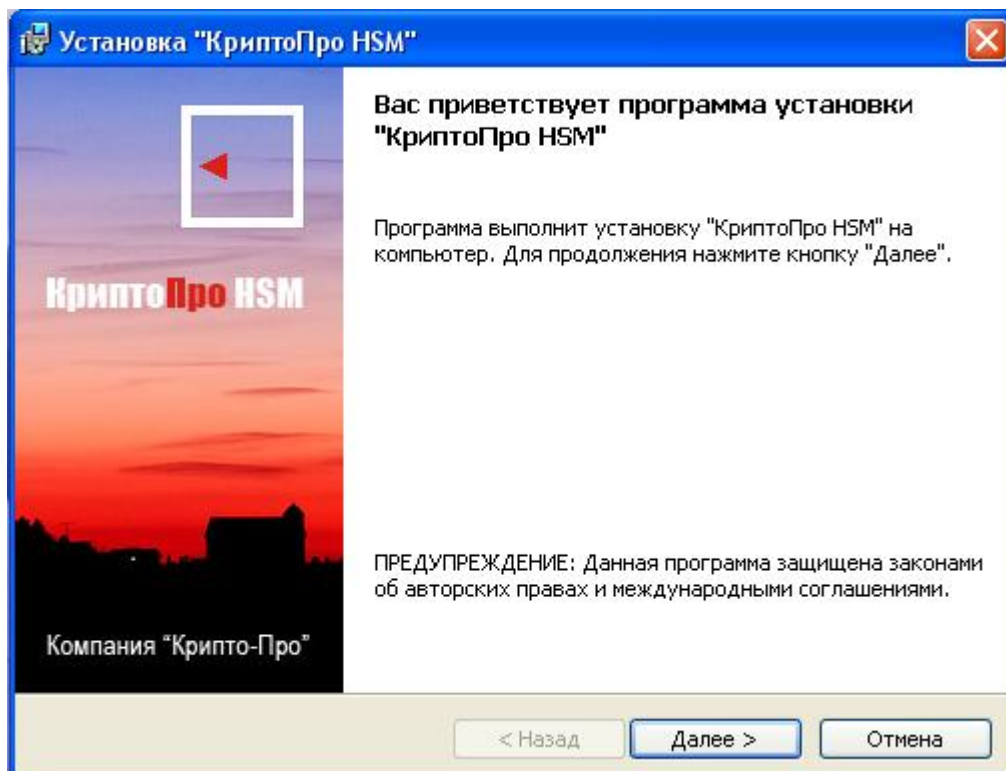 Установка "КриптоПро HSM"
Вас приветствует программа установки
"КриптоПро HSM"
Программа выполнит установку "КриптоПро HSM" на
компьютер. Для продолжения нажмите кнопку "Далее".
КриптоПро HSM
ПРЕДУПРЕЖДЕНИЕ: Данная программа защищена законами
об авторских правах и международными соглашениями.
Компания “Крипто-Про”
< Назад
Далее >
Отмена